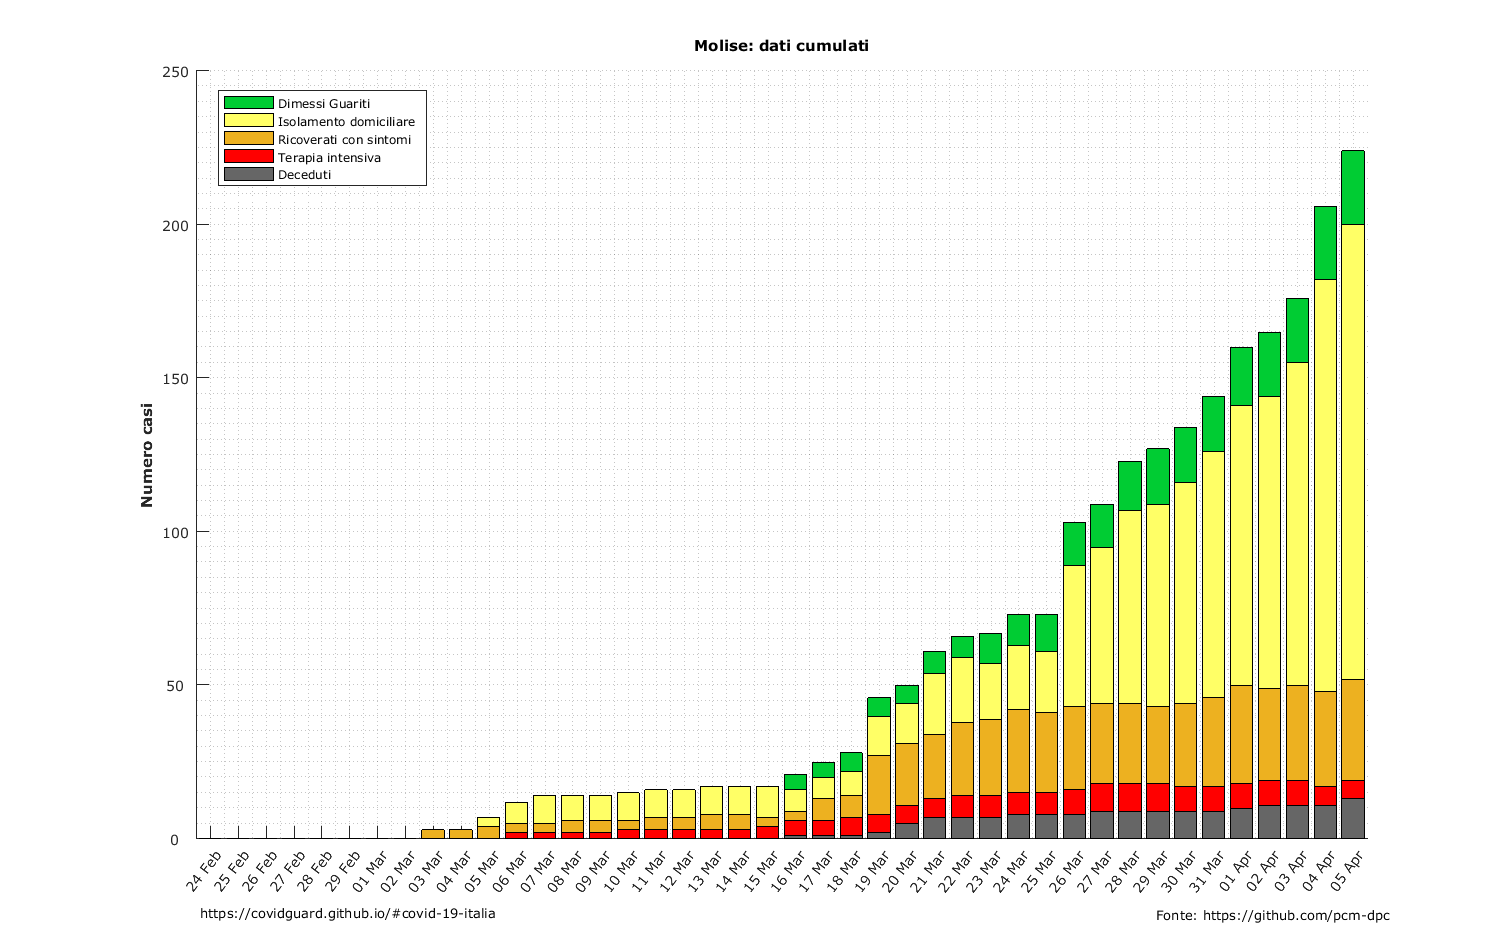 Molise: dati cumulati
250
200
150
100
50
0
Numero casi
Dimessi Guariti
Isolamento domiciliare
Ricoverati con sintomi
Terapia intensiva
Deceduti
24 Feb
25 Feb
26 Feb
27 Feb
28 Feb
29 Feb
01 Mar
02 Mar
03 Mar
04 Mar
05 Mar
06 Mar
07 Mar
08 Mar
09 Mar
10 Mar
11 Mar
12 Mar
13 Mar
14 Mar
15 Mar
16 Mar
17 Mar
18 Mar
19 Mar
20 Mar
21 Mar
22 Mar
23 Mar
24 Mar
25 Mar
26 Mar
27 Mar
28 Mar
29 Mar
30 Mar
31 Mar
01 Apr
02 Apr
03 Apr
04 Apr
05 Apr
https://covidguard.github.io/#covid-19-italia
Fonte: https://github.com/pcm-dpc